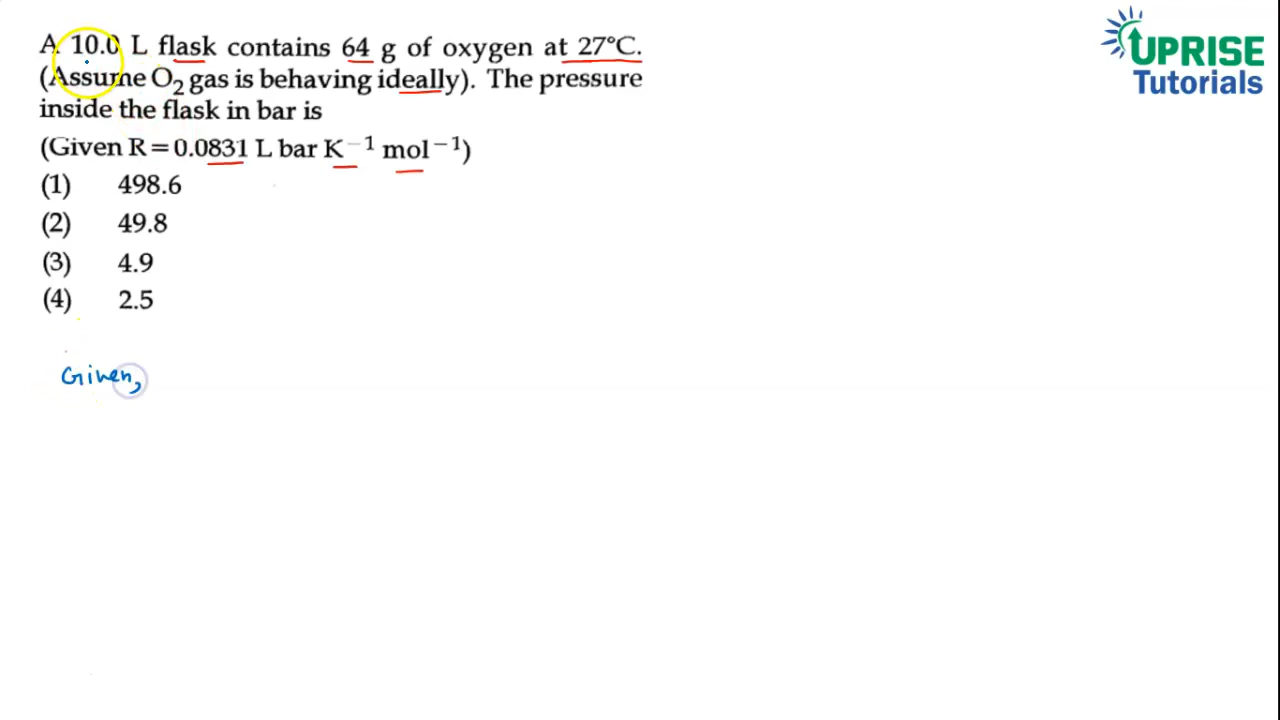 A 10.0 L flask contains 64 g of oxygen at 27°C.
(Assume O₂ gas is behaving ideally). The pressure
inside the flask in bar is
(Given R = 0.0831 L bar K⁻¹ mol⁻¹)
(1) 498.6
(2) 49.8
(3) 4.9
(4) 2.5
Given,
UPRISE
Tutorials